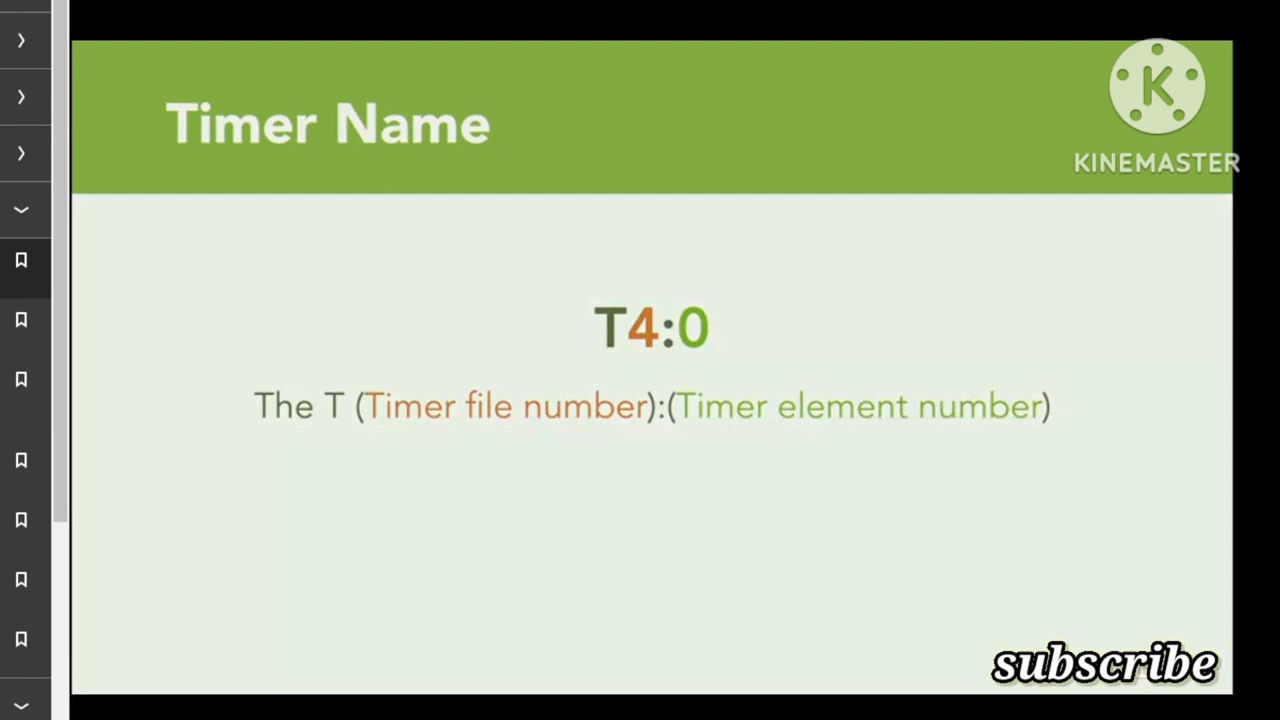 Timer Name
KINEMASTER
T4:0
The T (Timer file number):(Timer element number)
subscribe